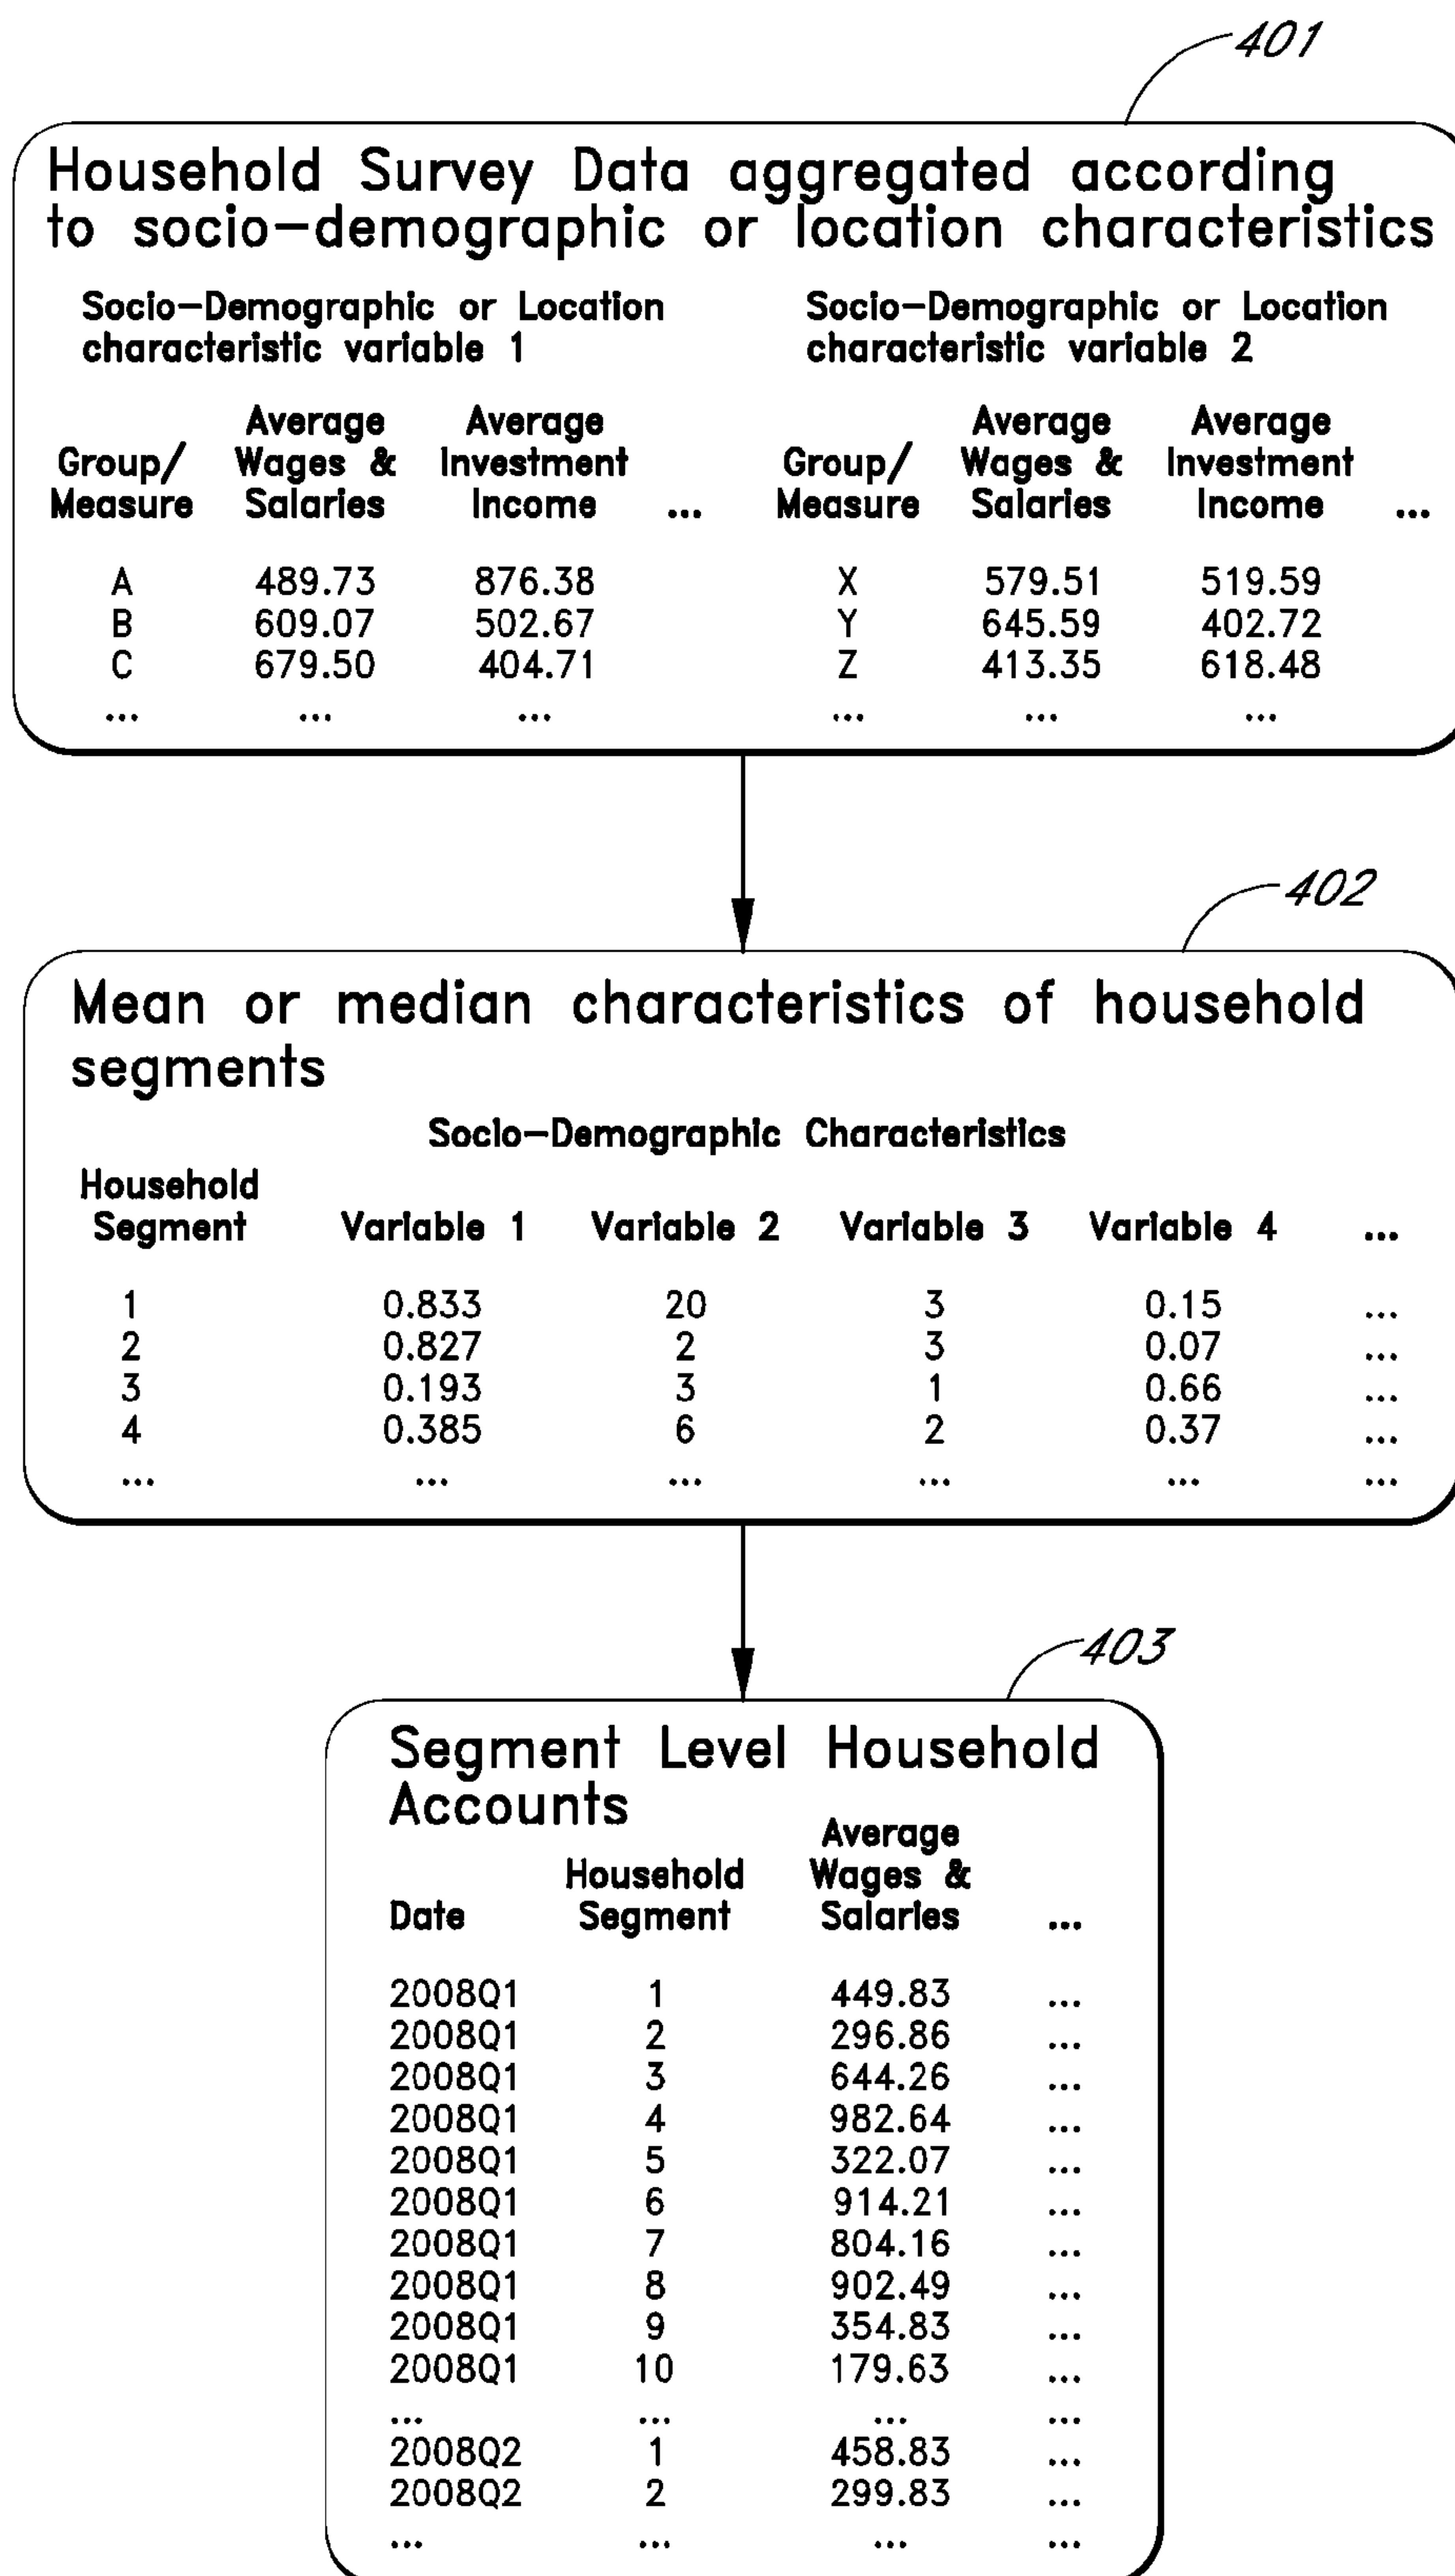 401
Household Survey Data aggregated according
to socio-demographic or location characteristics
Socio-Demographic or Location
characteristic variable 1
Socio-Demographic or Location
characteristic variable 2
Average Average Average Average
Group/ Wages & Investment Group/ Wages & Investment
Measure Salaries Income ... Measure Salaries Income ...
A 489.73 876.38 X 579.51 519.59
B 609.07 502.67 Y 645.59 402.72
C 679.50 404.71 Z 413.35 618.48
... ... ... ... ... ...
402
Mean or median characteristics of household
segments
Socio-Demographic Characteristics
Household
Segment Variable 1 Variable 2 Variable 3 Variable 4 ...
1 0.833 20 3 0.15 ...
2 0.827 2 3 0.07 ...
3 0.193 3 1 0.66 ...
4 0.385 6 2 0.37 ...
... ... ... ... ... ...
403
Segment Level Household
Accounts
Average
Household Wages &
Date Segment Salaries ...
2008Q1 1 449.83 ...
2008Q1 2 296.86 ...
2008Q1 3 644.26 ...
2008Q1 4 982.64 ...
2008Q1 5 322.07 ...
2008Q1 6 914.21 ...
2008Q1 7 804.16 ...
2008Q1 8 902.49 ...
2008Q1 9 354.83 ...
2008Q1 10 179.63 ...
... ... ... ...
2008Q2 1 458.83 ...
2008Q2 2 299.83 ...
... ... ... ...